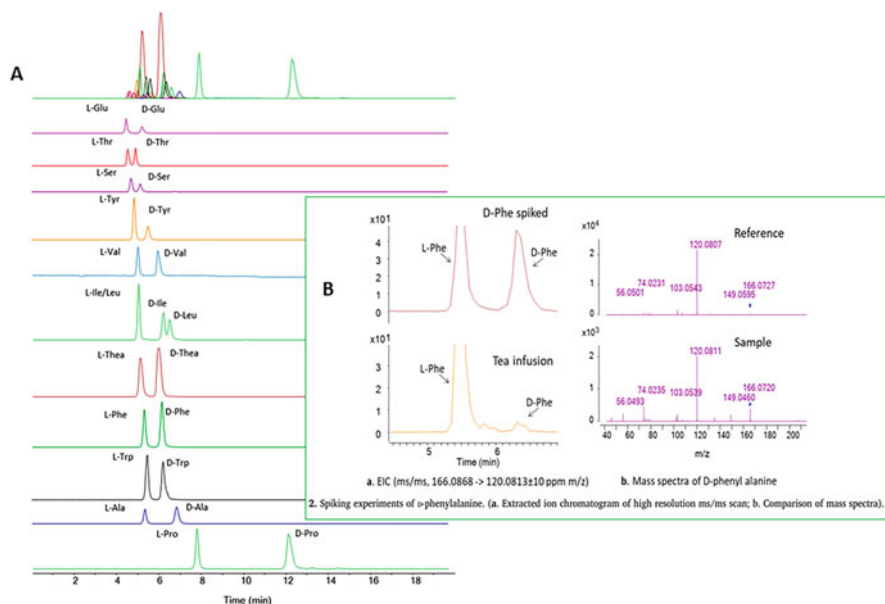 A
L-Glu D-Glu
L-Thr D-Thr
L-Ser D-Ser
L-Tyr D-Tyr
L-Val D-Val
L-Ile/Leu D-Ile D-Leu
L-Thea D-Thea
L-Phe D-Phe
L-Trp D-Trp
L-Ala D-Ala
L-Pro D-Pro
2 4 6 8 10 12 14 16 18
Time (min)
B
x101 D-Phe spiked
4
2
0
L-Phe D-Phe
x101 Tea infusion
3
2
1
0
L-Phe D-Phe
5 6
Time (min)
a. EIC (ms/ms, 166.0868 -> 120.0813±10 ppm m/z)
x10⁴ Reference
2
1
0
120.0807
56.0501 74.0231 103.0543 149.0595 166.0727
x10³ Sample
2
1
0
120.0811
56.0493 74.0235 103.0539 149.0460 166.0720
40 60 80 100 120 140 160 180 200
m/z
b. Mass spectra of D-phenyl alanine
2. Spiking experiments of D-phenylalanine. (a. Extracted ion chromatogram of high resolution ms/ms scan; b. Comparison of mass spectra).